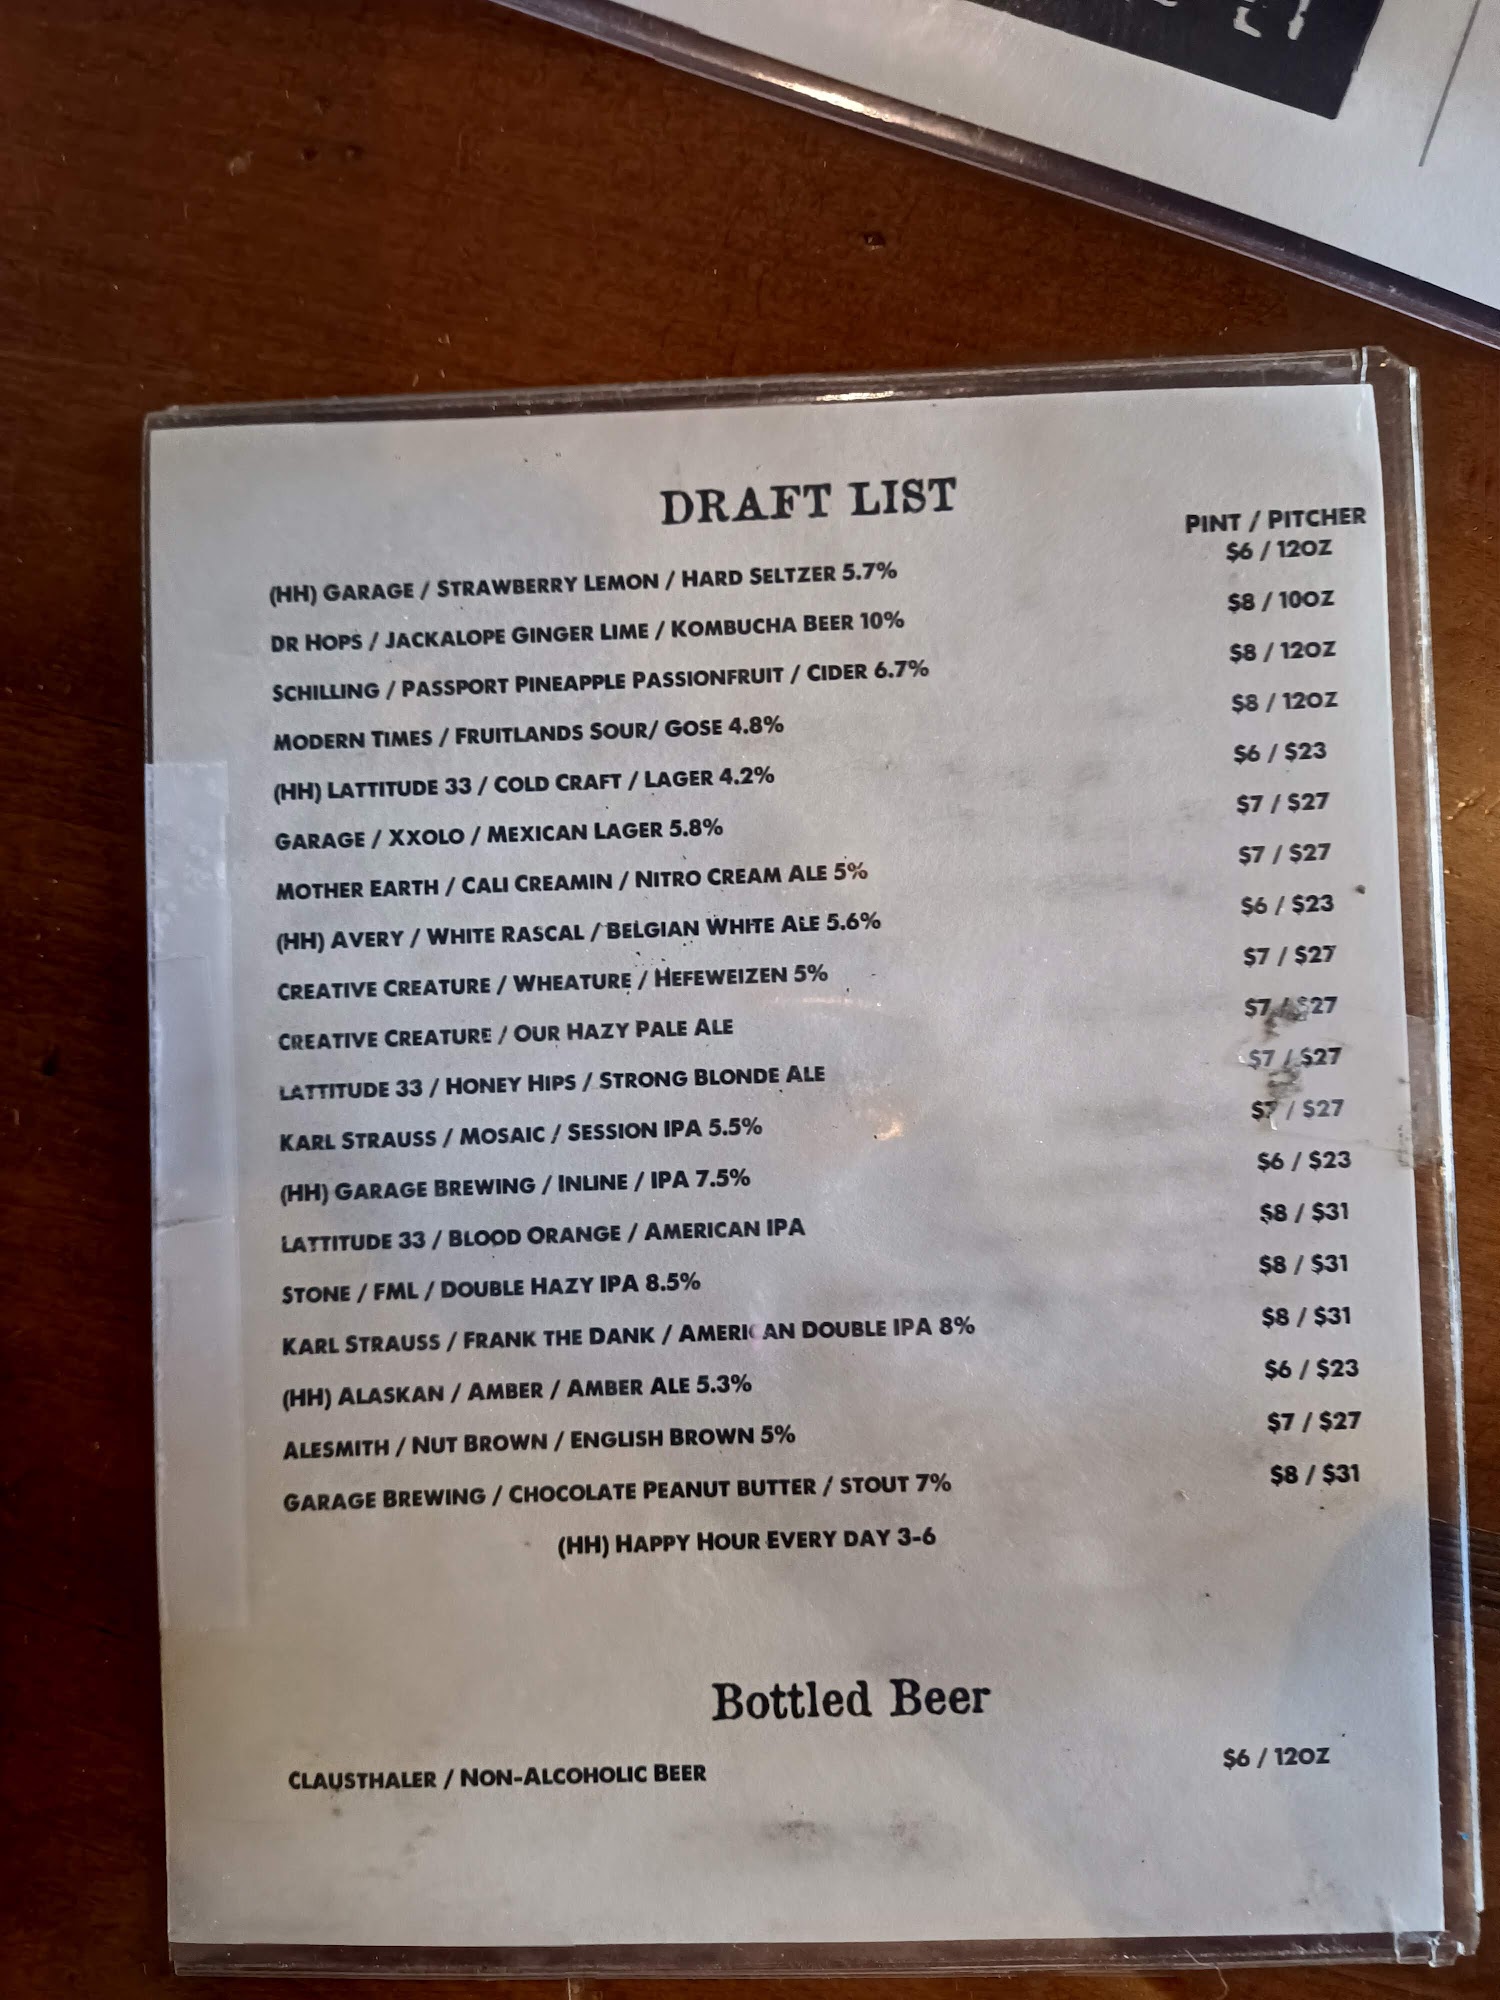 DRAFT LIST
PINT / PITCHER
(HH) GARAGE / STRAWBERRY LEMON / HARD SELTZER 5.7% $6 / 12OZ
DR HOPS / JACKALOPE GINGER LIME / KOMBUCHA BEER 10% $8 / 10OZ
SCHILLING / PASSPORT PINEAPPLE PASSIONFRUIT / CIDER 6.7% $8 / 12OZ
MODERN TIMES / FRUITLANDS SOUR/ GOSE 4.8% $8 / 12OZ
(HH) LATTITUDE 33 / COLD CRAFT / LAGER 4.2% $6 / $23
GARAGE / XXOLO / MEXICAN LAGER 5.8% $7 / $27
MOTHER EARTH / CALI CREAMIN / NITRO CREAM ALE 5% $7 / $27
(HH) AVERY / WHITE RASCAL / BELGIAN WHITE ALE 5.6% $6 / $23
CREATIVE CREATURE / WHEATURE / HEFEWEIZEN 5% $7 / $27
CREATIVE CREATURE / OUR HAZY PALE ALE $7 / $27
LATTITUDE 33 / HONEY HIPS / STRONG BLONDE ALE $7 / $27
KARL STRAUSS / MOSAIC / SESSION IPA 5.5% $7 / $27
(HH) GARAGE BREWING / INLINE / IPA 7.5% $6 / $23
LATTITUDE 33 / BLOOD ORANGE / AMERICAN IPA $8 / $31
STONE / FML / DOUBLE HAZY IPA 8.5% $8 / $31
KARL STRAUSS / FRANK THE DANK / AMERICAN DOUBLE IPA 8% $8 / $31
(HH) ALASKAN / AMBER / AMBER ALE 5.3% $6 / $23
ALESMITH / NUT BROWN / ENGLISH BROWN 5% $7 / $27
GARAGE BREWING / CHOCOLATE PEANUT BUTTER / STOUT 7% $8 / $31
(HH) HAPPY HOUR EVERY DAY 3-6
Bottled Beer
CLAUSTHALER / NON-ALCOHOLIC BEER $6 / 12OZ